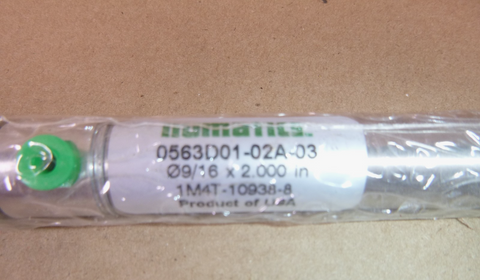 numatics.
0563D01-02A-03
Ø9/16 x 2.000 in
1M4T-10938-8
Product of USA